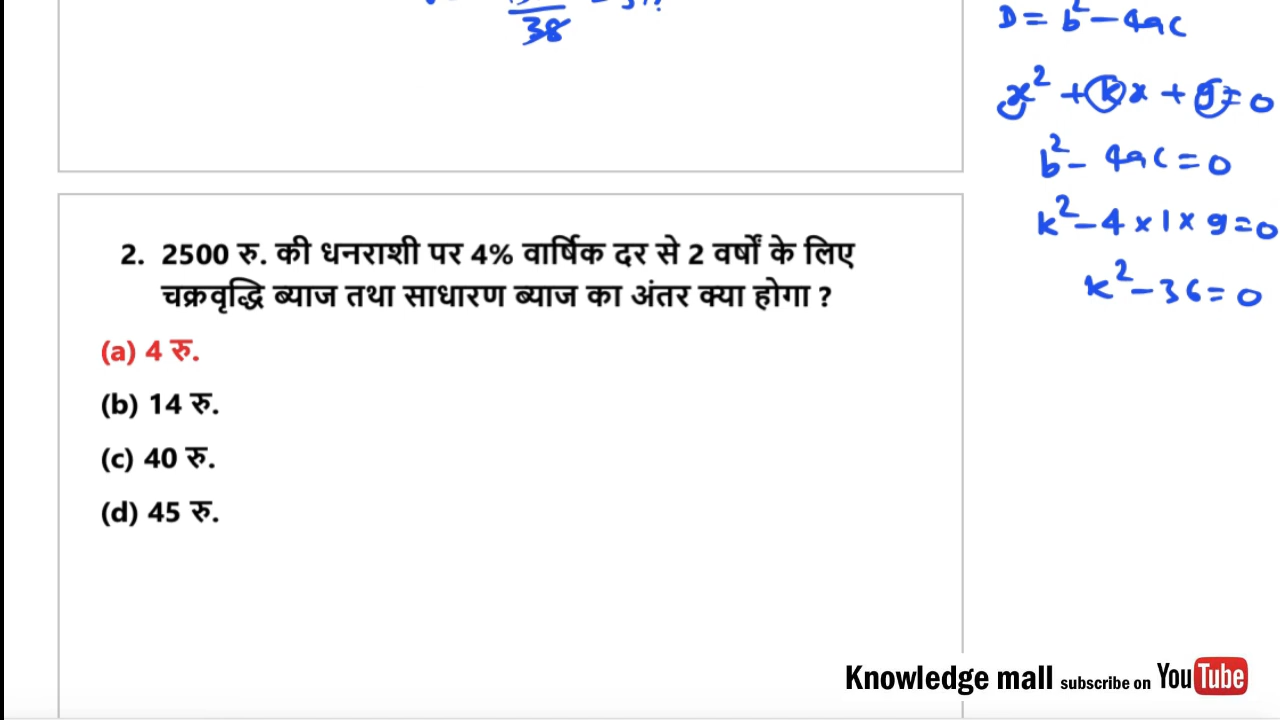 38
D = b² - 4ac
x² + kx + 9 = 0
b² - 4ac = 0
k² - 4 × 1 × 9 = 0
k² - 36 = 0
2. 2500 रु. की धनराशी पर 4% वार्षिक दर से 2 वर्षों के लिए
चक्रवृद्धि ब्याज तथा साधारण ब्याज का अंतर क्या होगा ?
(a) 4 रु.
(b) 14 रु.
(c) 40 रु.
(d) 45 रु.
Knowledge mall subscribe on YouTube